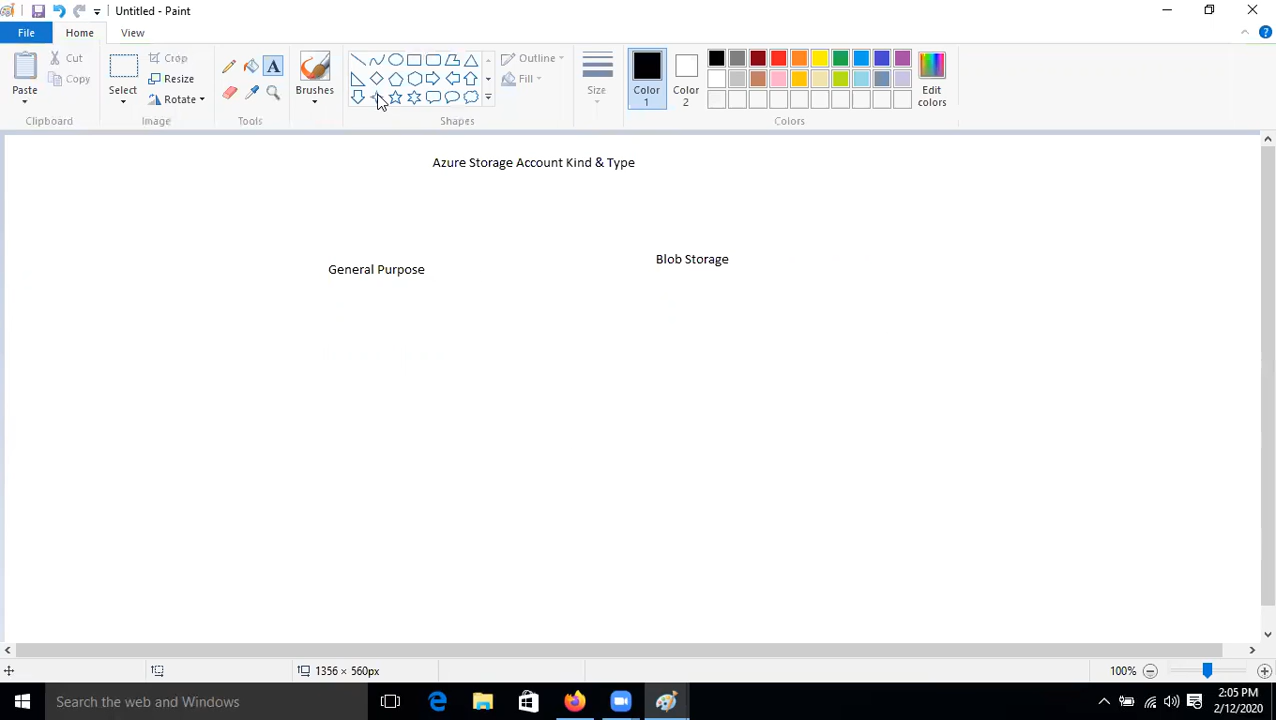 Untitled - Paint
File
Home
View
Paste
Cut
Copy
Clipboard
Select
Crop
Resize
Rotate
Image
A
Tools
Brushes
Outline
Fill
Shapes
Size
Color
1
Color
2
Edit
colors
Colors
Azure Storage Account Kind & Type
Blob Storage
General Purpose
1356 × 560px
100%
Search the web and Windows
2:05 PM
2/12/2020